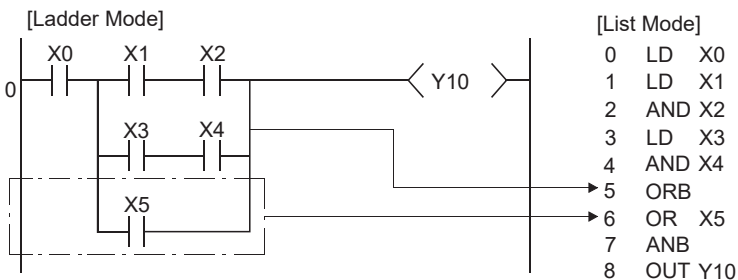 [Ladder Mode]
[List Mode]
X0 X1 X2
0
Y10
X3 X4
X5
0 LD X0
1 LD X1
2 AND X2
3 LD X3
4 AND X4
5 ORB
6 OR X5
7 ANB
8 OUT Y10